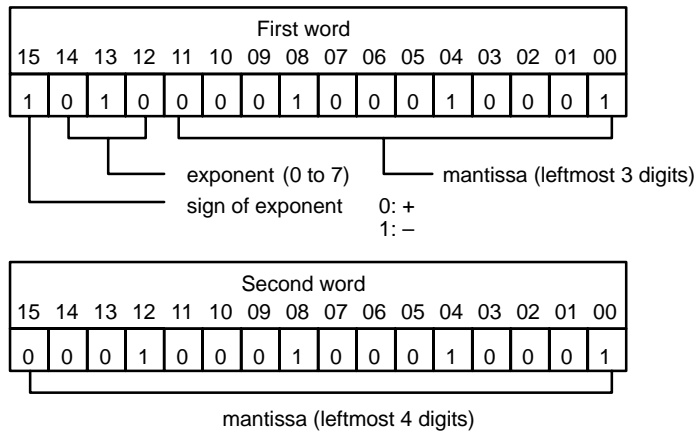 First word
15 14 13 12 11 10 09 08 07 06 05 04 03 02 01 00
1 0 1 0 0 0 0 1 0 0 0 1 0 0 0 1
exponent (0 to 7) mantissa (leftmost 3 digits)
sign of exponent 0: +
1: –
Second word
15 14 13 12 11 10 09 08 07 06 05 04 03 02 01 00
0 0 0 1 0 0 0 1 0 0 0 1 0 0 0 1
mantissa (leftmost 4 digits)